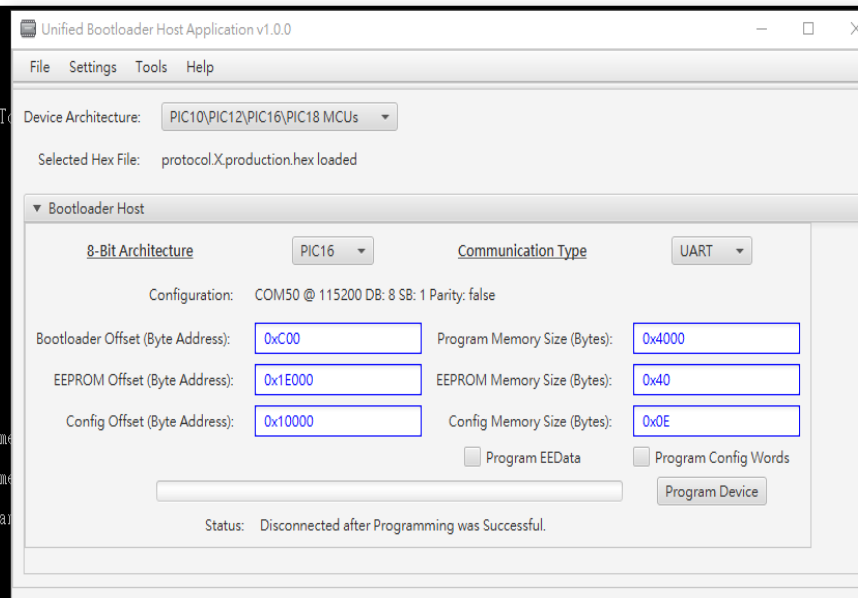 Unified Bootloader Host Application v1.0.0
File Settings Tools Help
Device Architecture: PIC10\PIC12\PIC16\PIC18 MCUs
Selected Hex File: protocol.X.production.hex loaded
Bootloader Host
8-Bit Architecture PIC16 Communication Type UART
Configuration: COM50 @ 115200 DB: 8 SB: 1 Parity: false
Bootloader Offset (Byte Address): 0xC00 Program Memory Size (Bytes): 0x4000
EEPROM Offset (Byte Address): 0x1E000 EEPROM Memory Size (Bytes): 0x40
Config Offset (Byte Address): 0x10000 Config Memory Size (Bytes): 0x0E
Program EEData Program Config Words
Program Device
Status: Disconnected after Programming was Successful.